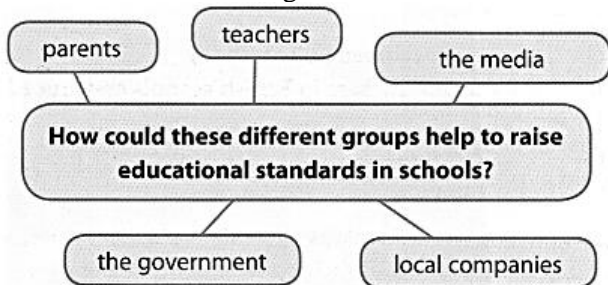 parents
teachers
the media
How could these different groups help to raise
educational standards in schools?
the government
local companies